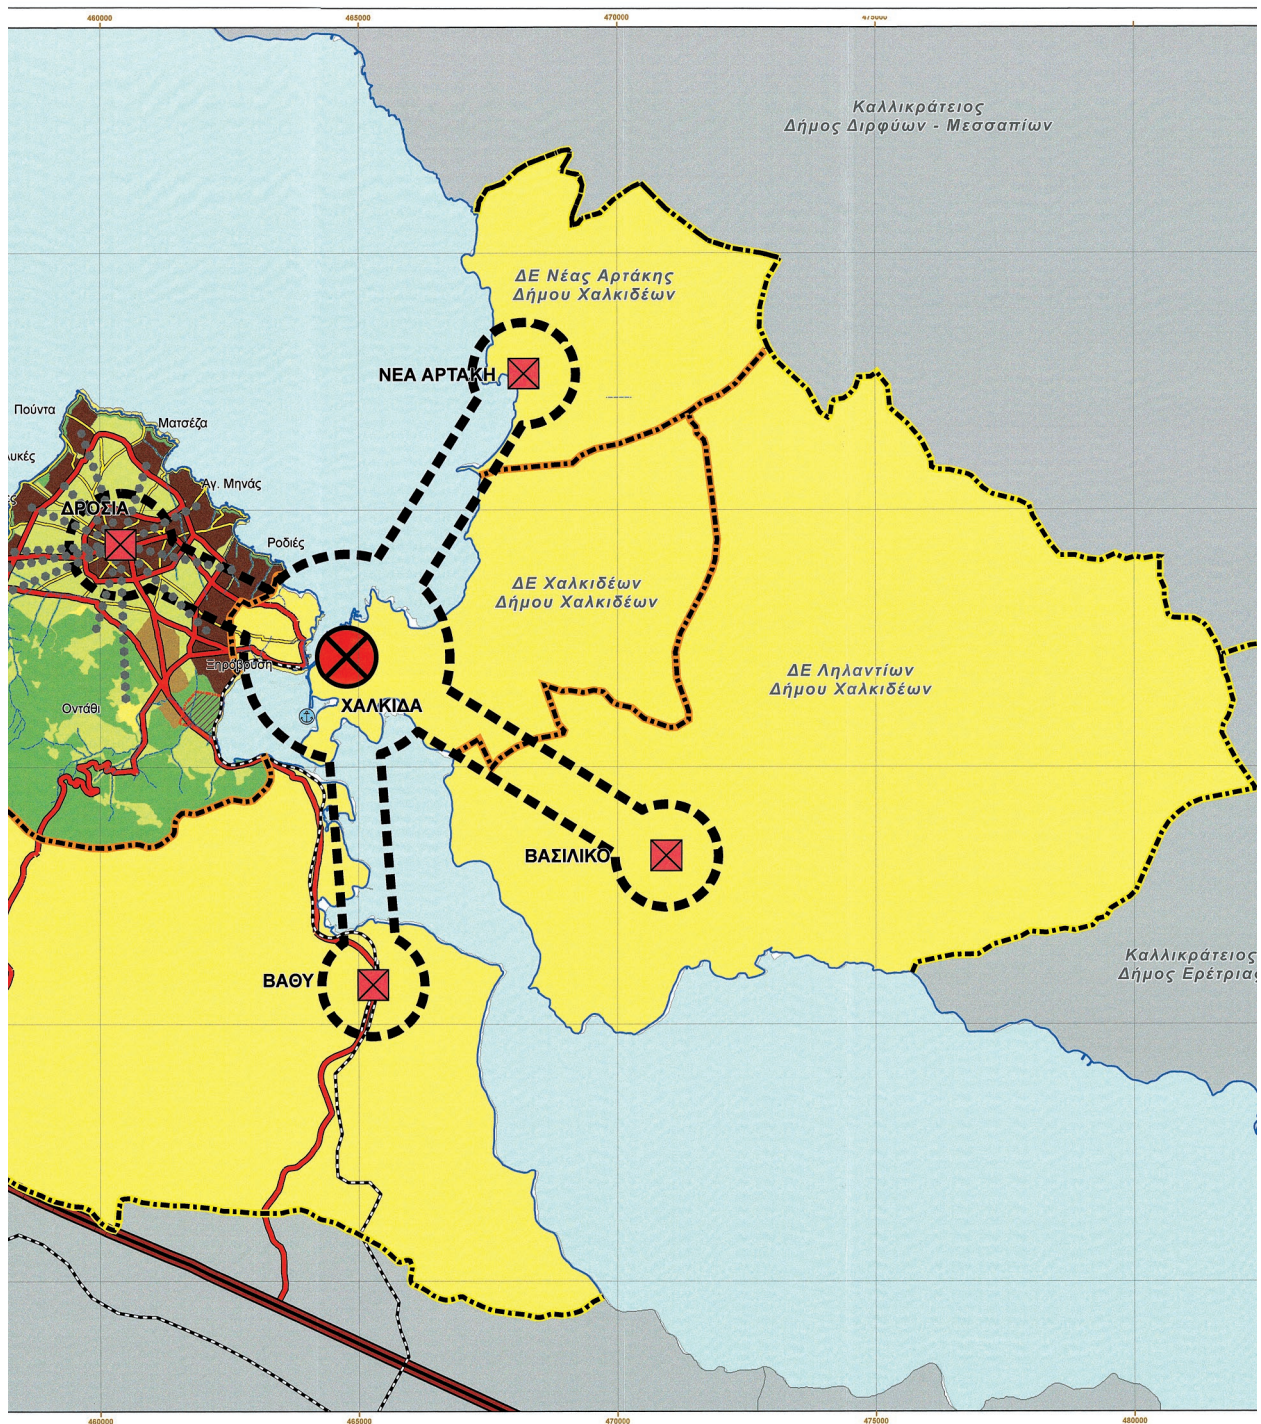 460000
465000
470000
475000
Καλλικράτειος
Δήμος Διρφύων - Μεσσαπίων
ΔΕ Νέας Αρτάκης
Δήμου Χαλκιδέων
ΝΕΑ ΑΡΤΑΚΗ
Πούντα
Ματσέζα
Αγ. Μηνάς
ΔΡΟΣΙΑ
Ροδιές
ΔΕ Χαλκιδέων
Δήμου Χαλκιδέων
Ξηρόβρυση
ΔΕ Ληλαντίων
Δήμου Χαλκιδέων
Οντάθι
ΧΑΛΚΙΔΑ
ΒΑΣΙΛΙΚΟ
Καλλικράτειος
Δήμος Ερέτριας
ΒΑΘΥ
460000
465000
470000
475000
480000